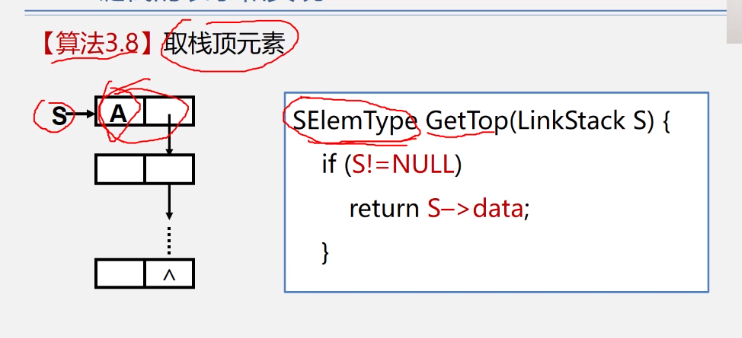 【算法3.8】取栈顶元素
S
A
^
SElemType GetTop(LinkStack S) {
if (S!=NULL)
return S–>data;
}